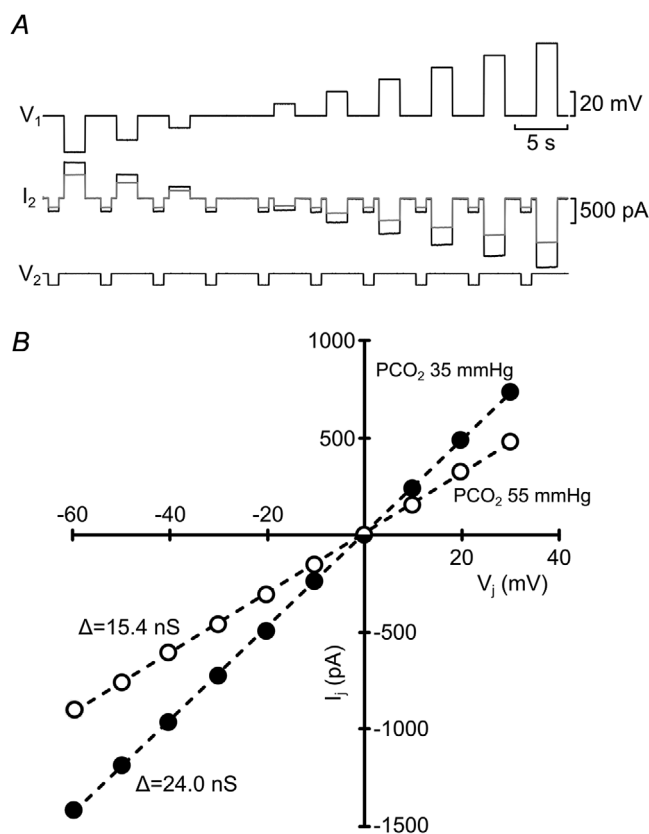 A
V1
20 mV
5 s
I2
500 pA
V2
B
1000
PCO2 35 mmHg
500
PCO2 55 mmHg
-60
-40
-20
20
40
Vj (mV)
Δ=15.4 nS
-500
Ij (pA)
-1000
Δ=24.0 nS
-1500